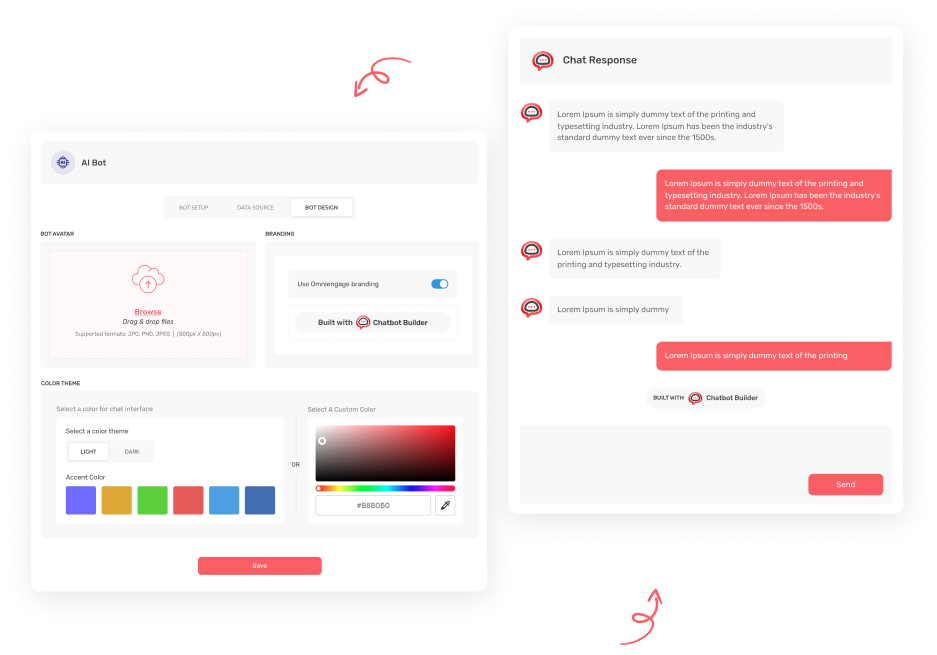 AI Bot
BOT SETUP
DATA SOURCE
BOT DESIGN
BOT AVATAR
Browse
Drag & drop files
Supported formats: JPG, PNG, JPEG | (500px X 500px)
BRANDING
Use Omniengage branding
Built with Chatbot Builder
COLOR THEME
Select a color for chat interface
Select a color theme
LIGHT
DARK
Accent Color
OR
Select A Custom Color
#B8B0B0
Save
Chat Response
Lorem Ipsum is simply dummy text of the printing and
typesetting industry. Lorem Ipsum has been the industry's
standard dummy text ever since the 1500s,
Lorem Ipsum is simply dummy text of the printing and
typesetting industry. Lorem Ipsum has been the industry's
standard dummy text ever since the 1500s,
Lorem Ipsum is simply dummy text of the
printing and typesetting industry.
Lorem Ipsum is simply dummy
Lorem Ipsum is simply dummy text of the printing
BUILT WITH Chatbot Builder
Send